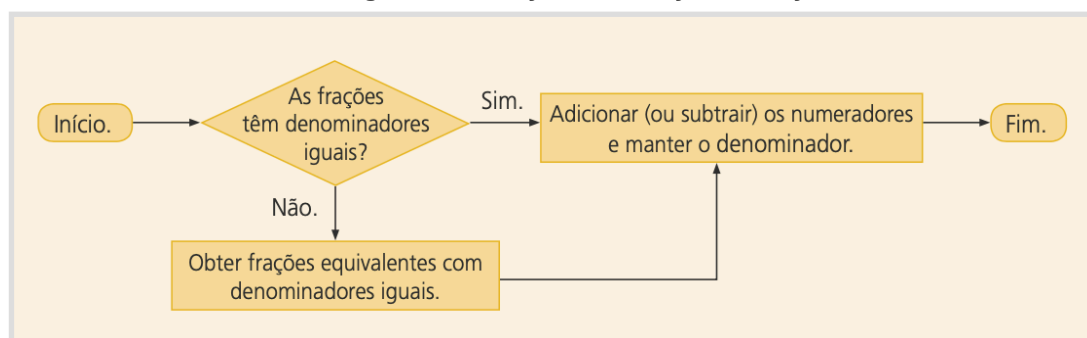 Início.
As frações
têm denominadores
iguais?
Sim.
Adicionar (ou subtrair) os numeradores
e manter o denominador.
Fim.
Não.
Obter frações equivalentes com
denominadores iguais.